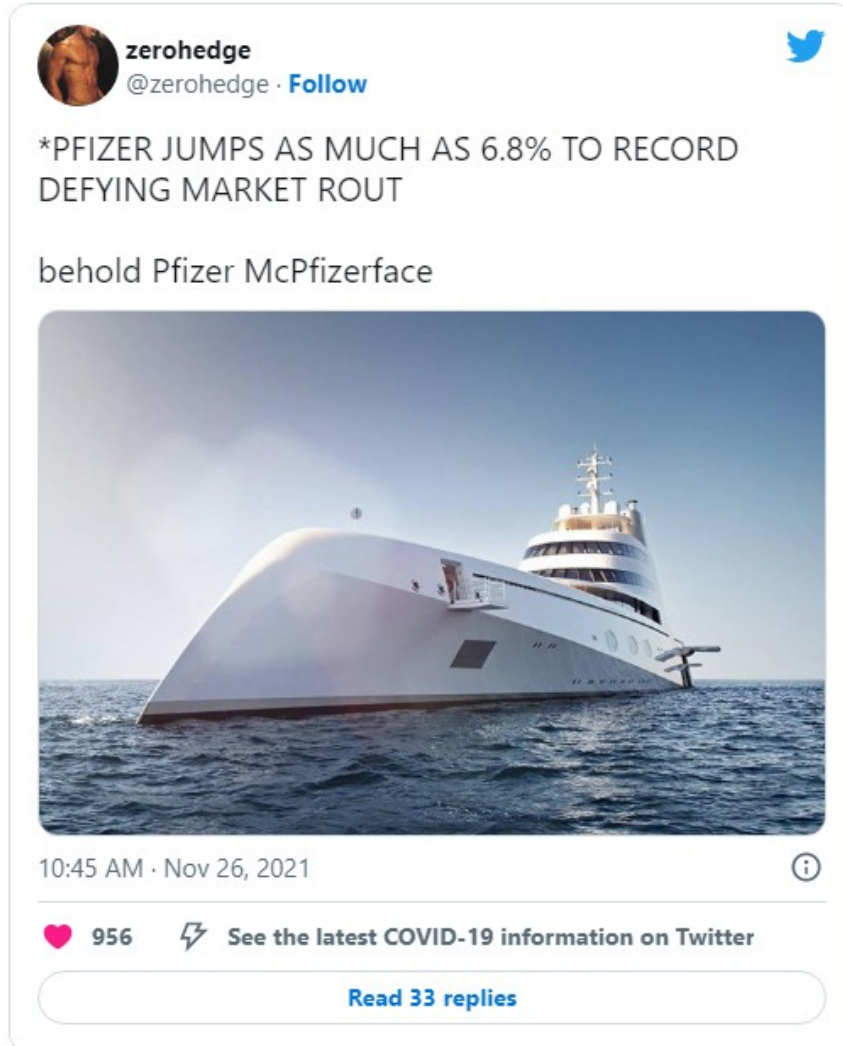 zerohedge
@zerohedge · Follow
*PFIZER JUMPS AS MUCH AS 6.8% TO RECORD
DEFYING MARKET ROUT
behold Pfizer McPfizerface
10:45 AM · Nov 26, 2021
956 See the latest COVID-19 information on Twitter
Read 33 replies